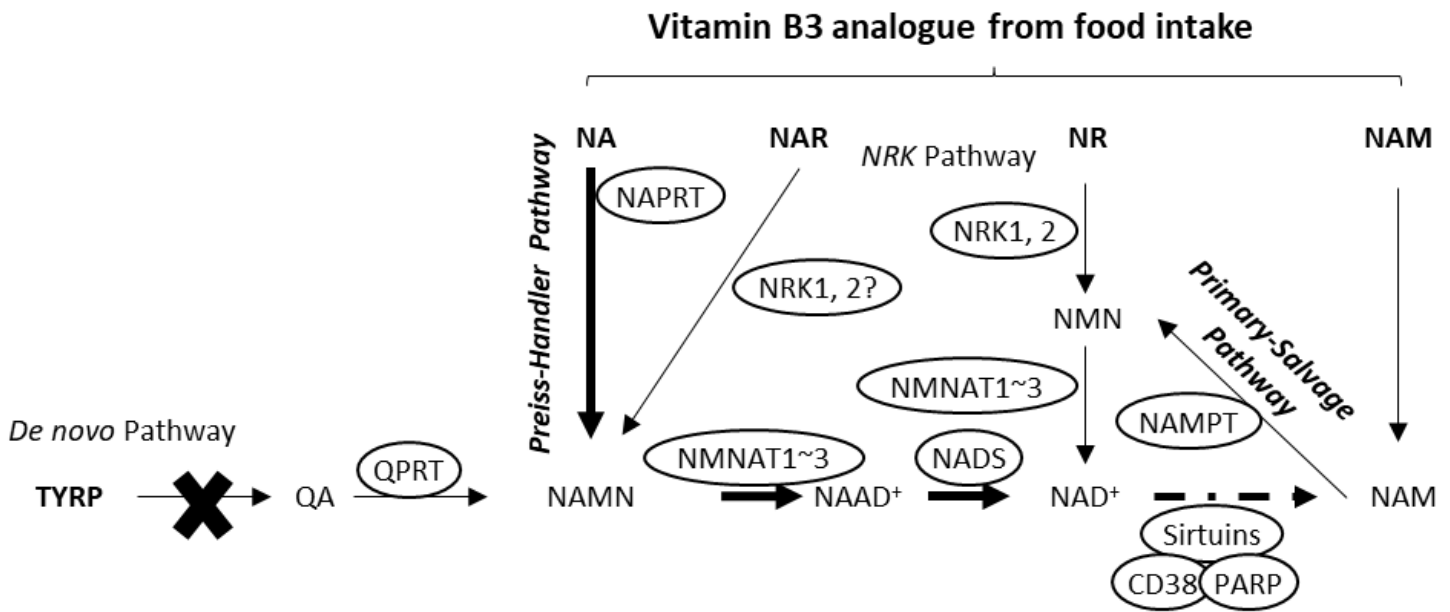 Vitamin B3 analogue from food intake
NA
NAR
NR
NAM
NRK Pathway
Preiss-Handler Pathway
NAPRT
NRK1, 2
NRK1, 2?
NMN
Primary-Salvage
Pathway
NMNAT1~3
NAMPT
De novo Pathway
QPRT
NMNAT1~3
NADS
TYRP
QA
NAMN
NAAD⁺
NAD⁺
NAM
Sirtuins
CD38
PARP